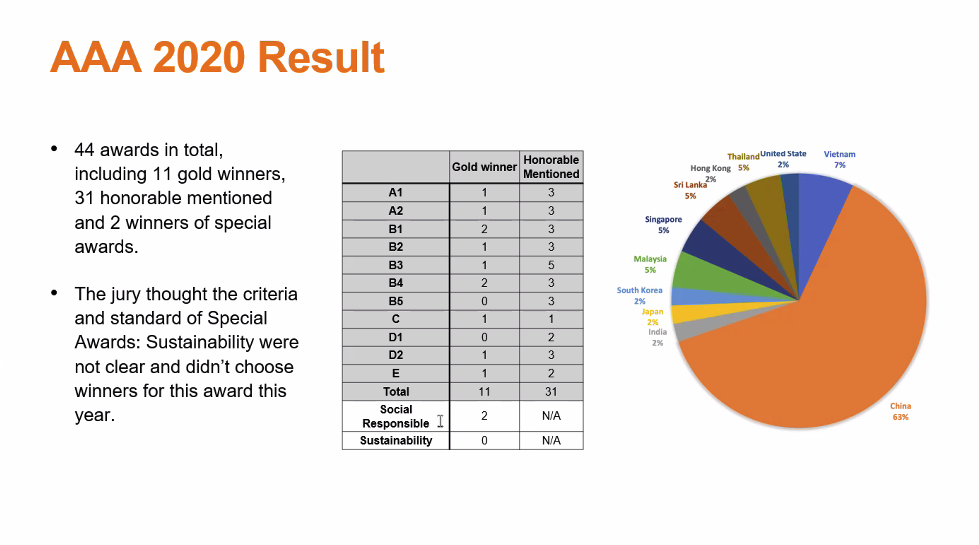 AAA 2020 Result
• 44 awards in total,
including 11 gold winners,
31 honorable mentioned
and 2 winners of special
awards.
• The jury thought the criteria
and standard of Special
Awards: Sustainability were
not clear and didn't choose
winners for this award this
year.
Gold winner Honorable Mentioned
A1 1 3
A2 1 3
B1 2 3
B2 1 3
B3 1 5
B4 2 3
B5 0 3
C 1 1
D1 0 2
D2 1 3
E 1 2
Total 11 31
Social Responsible 2 N/A
Sustainability 0 N/A
Vietnam
7%
China
63%
India
2%
Japan
2%
South Korea
2%
Malaysia
5%
Singapore
5%
Sri Lanka
5%
Hong Kong
2%
Thailand
5%
United State
2%